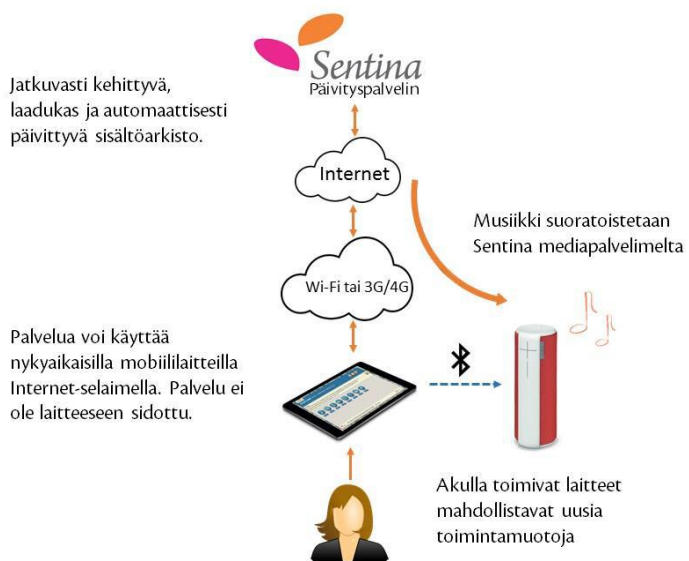 Sentina
Päivityspalvelin
Jatkuvasti kehittyvä,
laadukas ja automaattisesti
päivittyvä sisältöarkisto.
Internet
Musiikki suoratoistetaan
Sentina mediapalvelimelta
Wi-Fi tai 3G/4G
Palvelua voi käyttää
nykyaikaisilla mobiililaitteilla
Internet-selaimella. Palvelu ei
ole laitteeseen sidottu.
Akulla toimivat laitteet
mahdollistavat uusia
toimintamuotoja